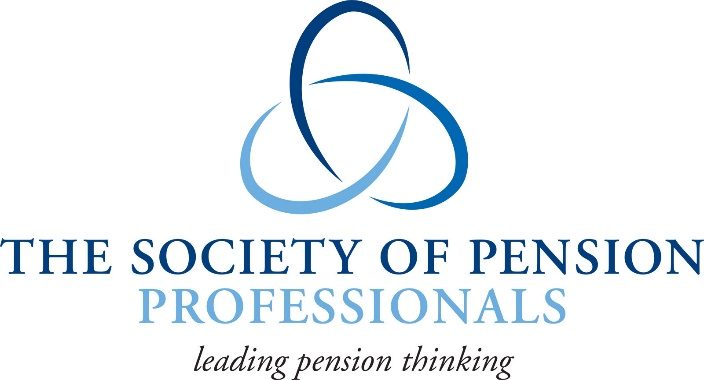 THE SOCIETY OF PENSION
PROFESSIONALS
leading pension thinking